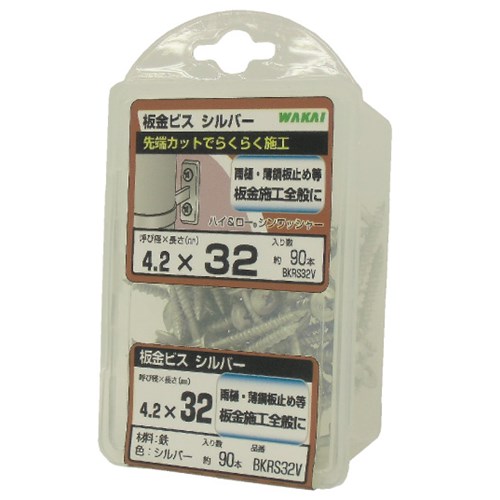 WAKAI
板金ビス シルバー
先端カットでらくらく施工
雨樋・薄鋼板止め等
板金施工全般に
ハイ&ロー®シンワッシャー
呼び径×長さ(㎜)
4.2×32
入り数
約90本
BKRS32V
板金ビス シルバー
呼び径×長さ(㎜)
4.2×32
雨樋・薄鋼板止め等
板金施工全般に
材料:鉄
色:シルバー
入り数
約90本
品番
BKRS32V